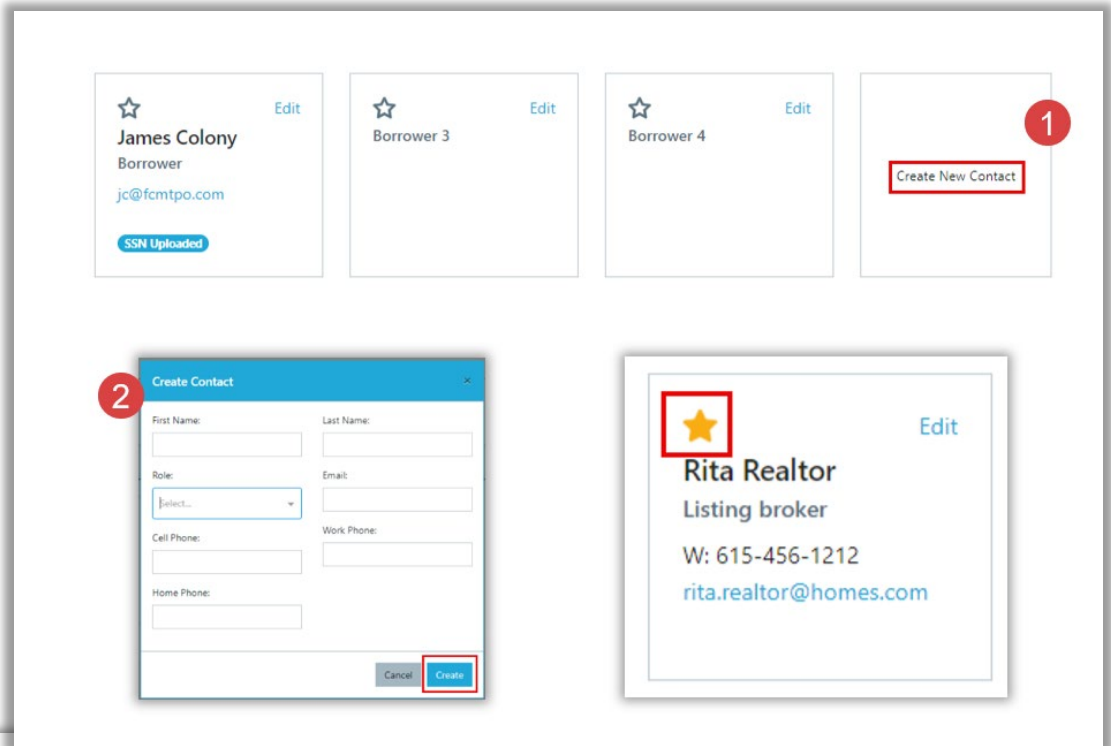 Edit
James Colony
Borrower
jc@fcmtpo.com
SSN Uploaded
Edit
Borrower 3
Edit
Borrower 4
1
Create New Contact
2
Create Contact ×
First Name: Last Name:
Role: Email:
Select...
Cell Phone: Work Phone:
Home Phone:
Cancel Create
Edit
Rita Realtor
Listing broker
W: 615-456-1212
rita.realtor@homes.com